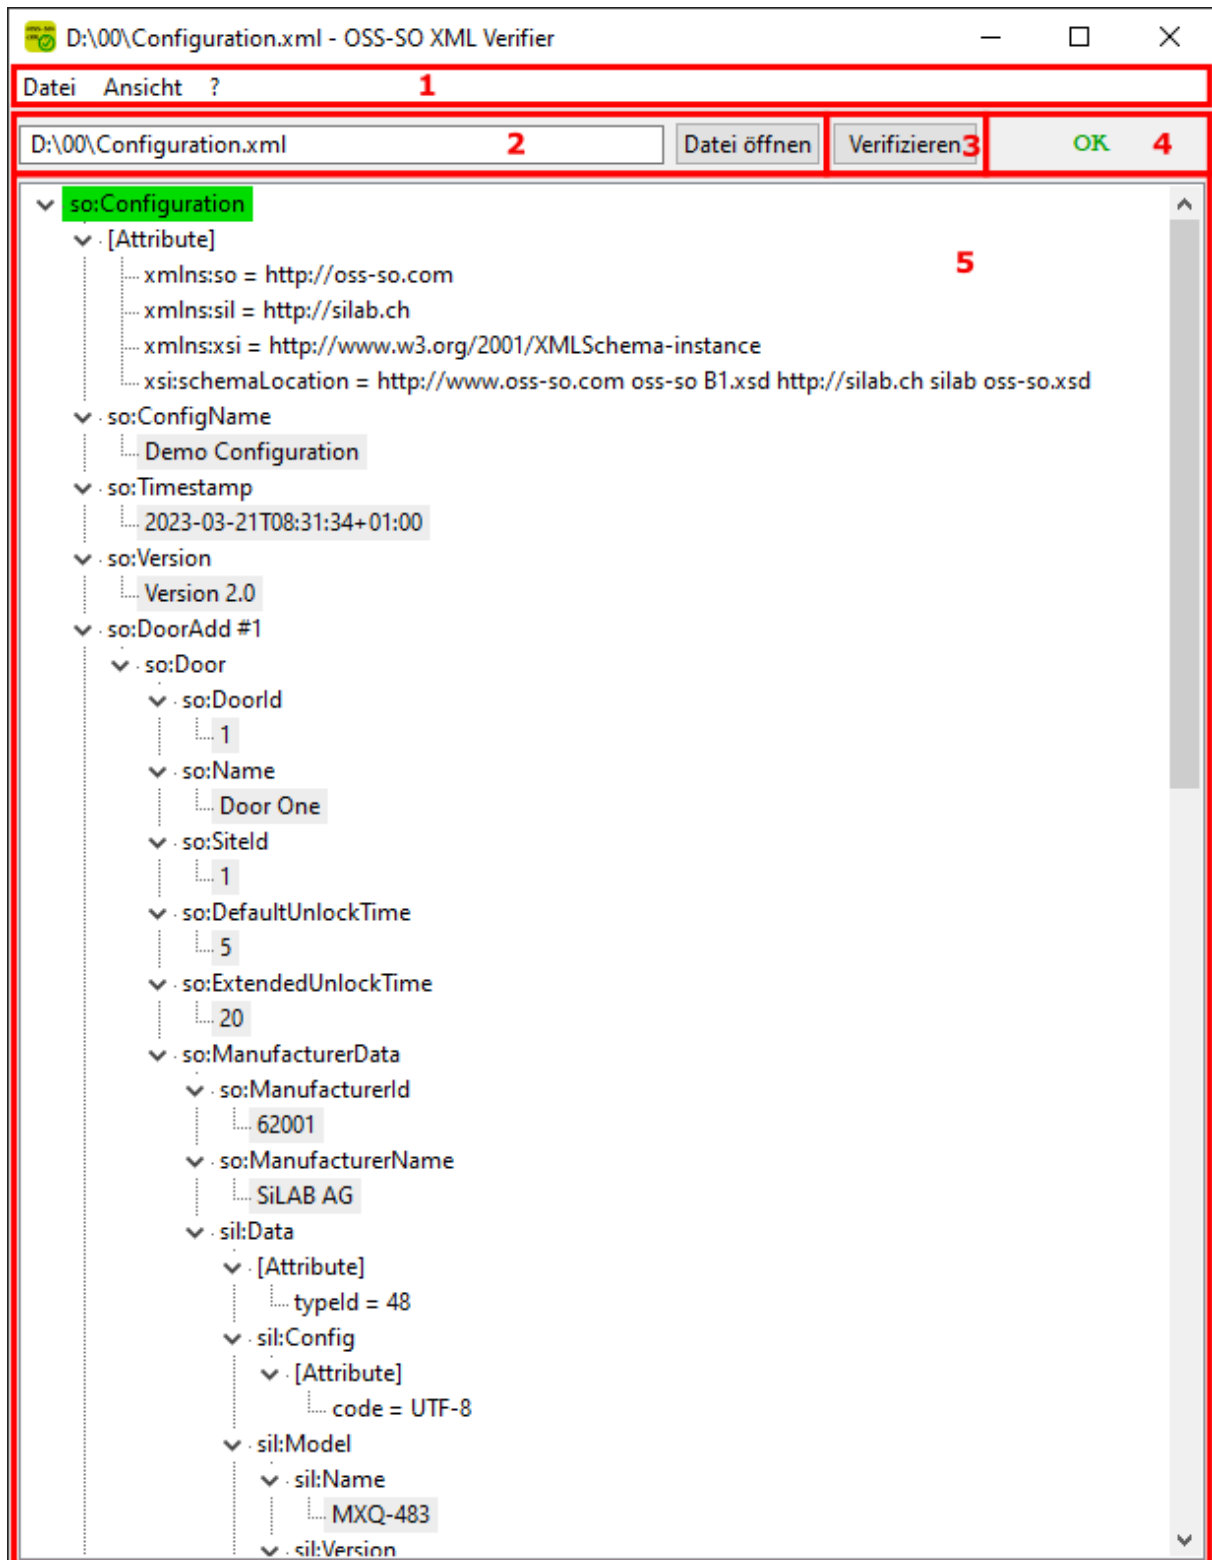 D:\00\Configuration.xml - OSS-SO XML Verifier
Datei Ansicht ? 1
D:\00\Configuration.xml 2 Datei öffnen Verifizieren 3 OK 4
so:Configuration
[Attribute]
5
xmlns:so = http://oss-so.com
xmlns:sil = http://silab.ch
xmlns:xsi = http://www.w3.org/2001/XMLSchema-instance
xsi:schemaLocation = http://www.oss-so.com oss-so B1.xsd http://silab.ch silab oss-so.xsd
so:ConfigName
Demo Configuration
so:Timestamp
2023-03-21T08:31:34+01:00
so:Version
Version 2.0
so:DoorAdd #1
so:Door
so:DoorId
1
so:Name
Door One
so:SiteId
1
so:DefaultUnlockTime
5
so:ExtendedUnlockTime
20
so:ManufacturerData
so:ManufacturerId
62001
so:ManufacturerName
SiLAB AG
sil:Data
[Attribute]
typeId = 48
sil:Config
[Attribute]
code = UTF-8
sil:Model
sil:Name
MXQ-483
sil:Version